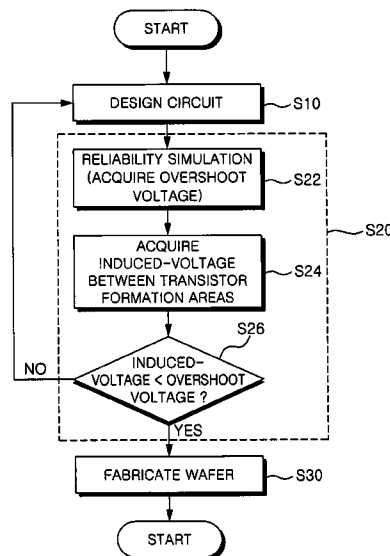 START
DESIGN CIRCUIT
S10
RELIABILITY SIMULATION
(ACQUIRE OVERSHOOT
VOLTAGE)
S22
S20
ACQUIRE
INDUCED-VOLTAGE
BETWEEN TRANSISTOR
FORMATION AREAS
S24
S26
INDUCED-
VOLTAGE < OVERSHOOT
VOLTAGE ?
NO
YES
FABRICATE WAFER
S30
START